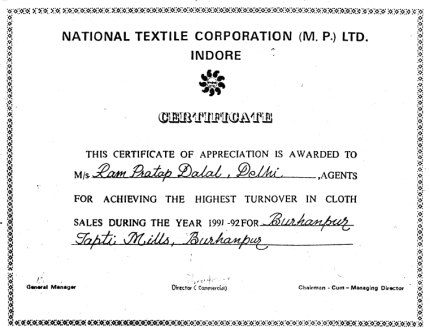 NATIONAL TEXTILE CORPORATION (M. P.) LTD.
INDORE
CERTIFICATE
THIS CERTIFICATE OF APPRECIATION IS AWARDED TO
M/s Ram Pratap Dalal, Delhi. ,AGENTS
FOR ACHIEVING THE HIGHEST TURNOVER IN CLOTH
SALES DURING THE YEAR 1991-92 FOR Burhanpur
Tapti Mills, Burhanpur
General Manager Director ( Commercial) Chairman - Cum - Managing Director